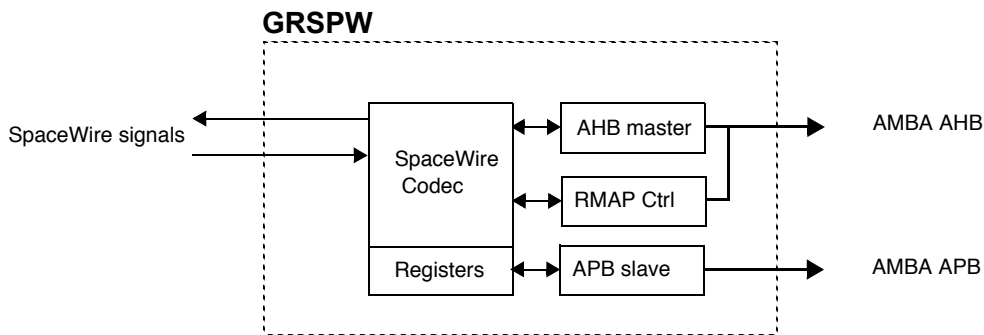 GRSPW
SpaceWire signals
SpaceWire
Codec
Registers
AHB master
RMAP Ctrl
APB slave
AMBA AHB
AMBA APB